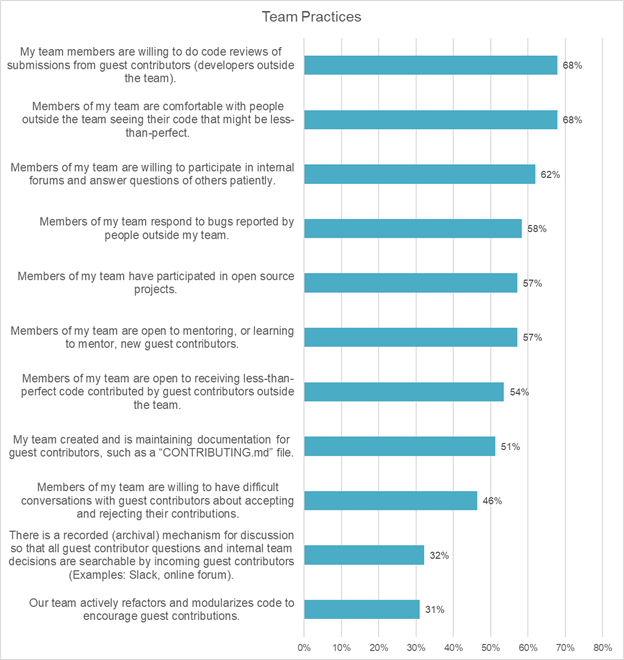 Team Practices
My team members are willing to do code reviews of
submissions from guest contributors (developers outside
the team).
68%
Members of my team are comfortable with people
outside the team seeing their code that might be less-
than-perfect.
68%
Members of my team are willing to participate in internal
forums and answer questions of others patiently.
62%
Members of my team respond to bugs reported by
people outside my team.
58%
Members of my team have participated in open source
projects.
57%
Members of my team are open to mentoring, or learning
to mentor, new guest contributors.
57%
Members of my team are open to receiving less-than-
perfect code contributed by guest contributors outside
the team.
54%
My team created and is maintaining documentation for
guest contributors, such as a “CONTRIBUTING.md” file.
51%
Members of my team are willing to have difficult
conversations with guest contributors about accepting
and rejecting their contributions.
46%
There is a recorded (archival) mechanism for discussion
so that all guest contributor questions and internal team
decisions are searchable by incoming guest contributors
(Examples: Slack, online forum).
32%
Our team actively refactors and modularizes code to
encourage guest contributions.
31%
0% 10% 20% 30% 40% 50% 60% 70% 80%